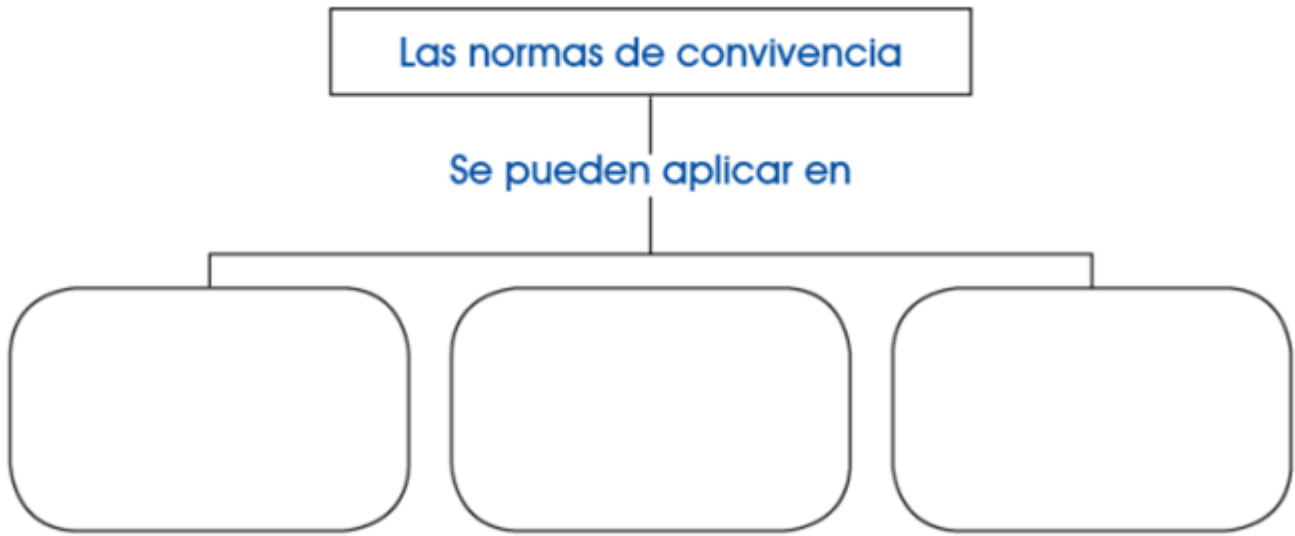 Las normas de convivencia
Se pueden aplicar en